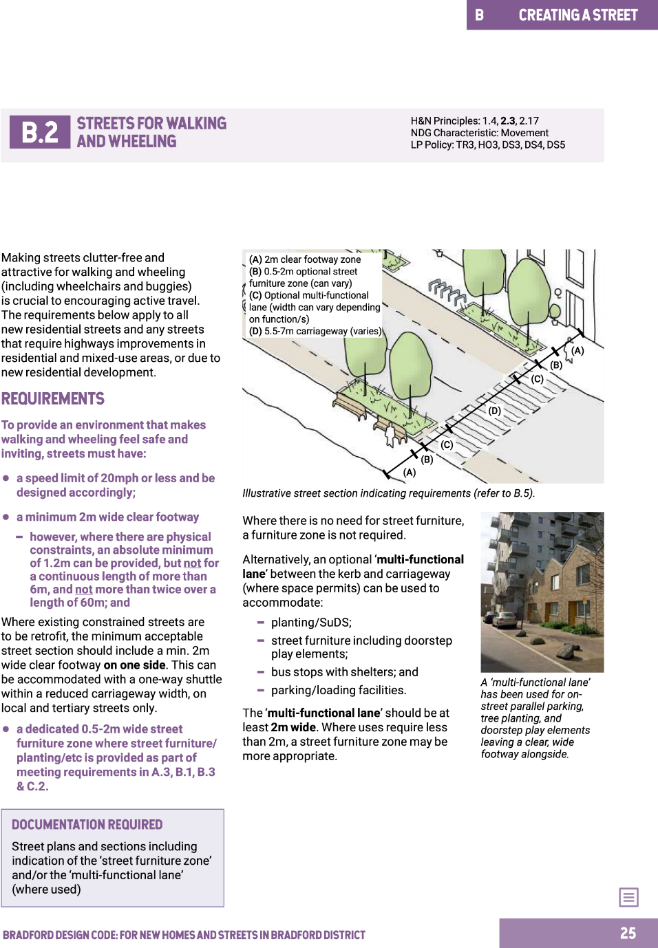 B CREATING A STREET
B.2 STREETS FOR WALKING
AND WHEELING
H&N Principles: 1.4, 2.3, 2.17
NDG Characteristic: Movement
LP Policy: TR3, HO3, DS3, DS4, DS5
Making streets clutter-free and
attractive for walking and wheeling
(including wheelchairs and buggies)
is crucial to encouraging active travel.
The requirements below apply to all
new residential streets and any streets
that require highways improvements in
residential and mixed-use areas, or due to
new residential development.
REQUIREMENTS
To provide an environment that makes
walking and wheeling feel safe and
inviting, streets must have:
• a speed limit of 20mph or less and be
designed accordingly;
• a minimum 2m wide clear footway
– however, where there are physical
constraints, an absolute minimum
of 1.2m can be provided, but not for
a continuous length of more than
6m, and not more than twice over a
length of 60m; and
Where existing constrained streets are
to be retrofit, the minimum acceptable
street section should include a min. 2m
wide clear footway on one side. This can
be accommodated with a one-way shuttle
within a reduced carriageway width, on
local and tertiary streets only.
• a dedicated 0.5-2m wide street
furniture zone where street furniture/
planting/etc is provided as part of
meeting requirements in A.3, B.1, B.3
& C.2.
DOCUMENTATION REQUIRED
Street plans and sections including
indication of the 'street furniture zone'
and/or the 'multi-functional lane'
(where used)
(A) 2m clear footway zone
(B) 0.5-2m optional street
furniture zone (can vary)
(C) Optional multi-functional
lane (width can vary depending
on function/s)
(D) 5.5-7m carriageway (varies)
(A)
(B)
(C)
(D)
(C)
(B)
(A)
Illustrative street section indicating requirements (refer to B.5).
Where there is no need for street furniture,
a furniture zone is not required.
Alternatively, an optional 'multi-functional
lane' between the kerb and carriageway
(where space permits) can be used to
accommodate:
– planting/SuDS;
– street furniture including doorstep
play elements;
– bus stops with shelters; and
– parking/loading facilities.
The 'multi-functional lane' should be at
least 2m wide. Where uses require less
than 2m, a street furniture zone may be
more appropriate.
A 'multi-functional lane'
has been used for on-
street parallel parking,
tree planting, and
doorstep play elements
leaving a clear, wide
footway alongside.
BRADFORD DESIGN CODE: FOR NEW HOMES AND STREETS IN BRADFORD DISTRICT
25